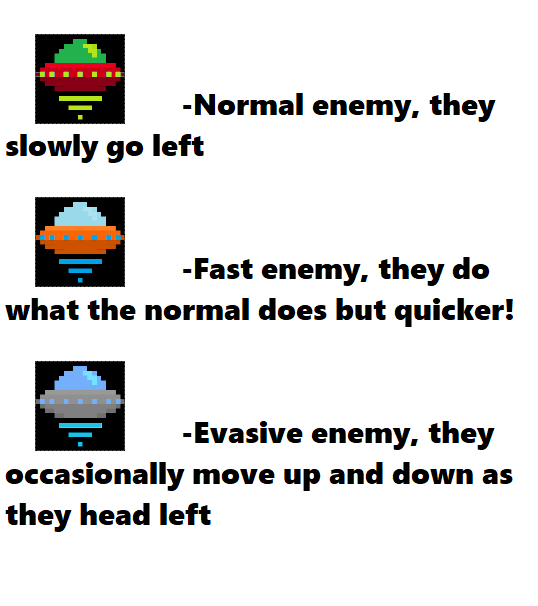 -Normal enemy, they
slowly go left
-Fast enemy, they do
what the normal does but quicker!
-Evasive enemy, they
occasionally move up and down as
they head left